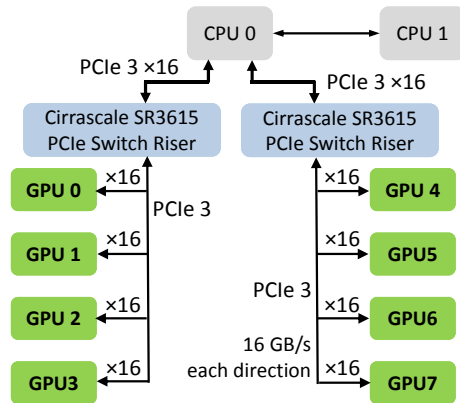 CPU 0
CPU 1
PCIe 3 ×16
PCIe 3 ×16
Cirrascale SR3615
PCIe Switch Riser
Cirrascale SR3615
PCIe Switch Riser
GPU 0
×16
PCIe 3
GPU 1
×16
GPU 2
×16
GPU3
×16
×16
GPU 4
×16
GPU5
PCIe 3
×16
GPU6
16 GB/s
each direction
×16
GPU7